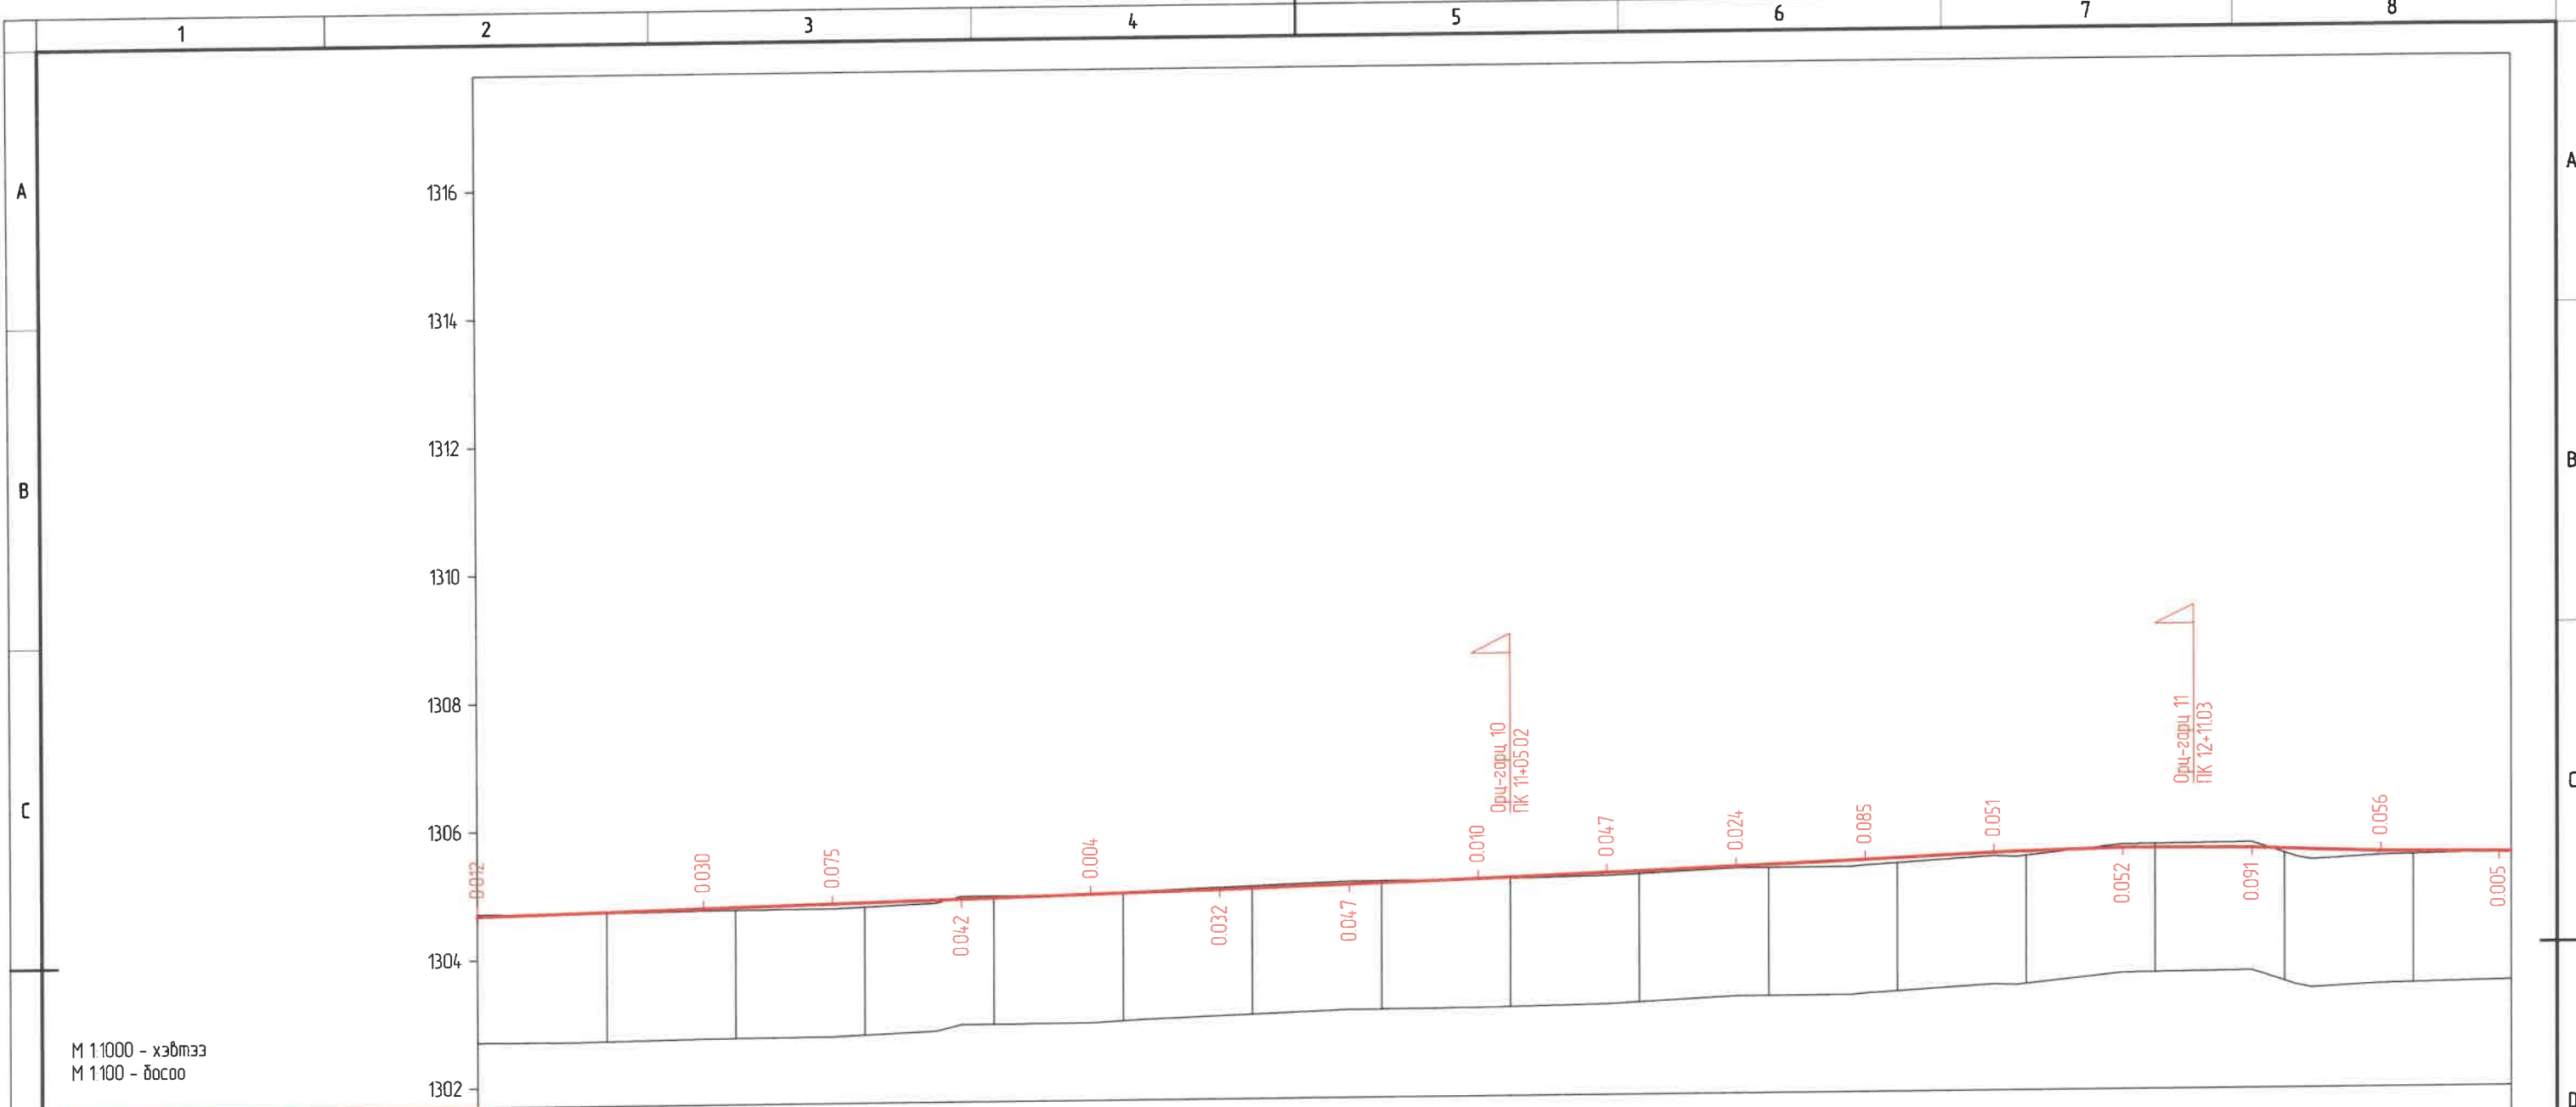 1 2 3 4 5 6 7 8
A A
1316
1314
1312
B B
1310
1308
Орц-гарц 10
ПК 11+05.02
Орц-гарц 11
ПК 12+11.03
C C
1306
0.012 0.030 0.075 0.042 0.004 0.032 0.047 0.010 0.047 0.024 0.085 0.051 0.052 0.091 0.056 0.005
1304
М 1:1000 - хэвтээ
М 1:100 - босоо
1302